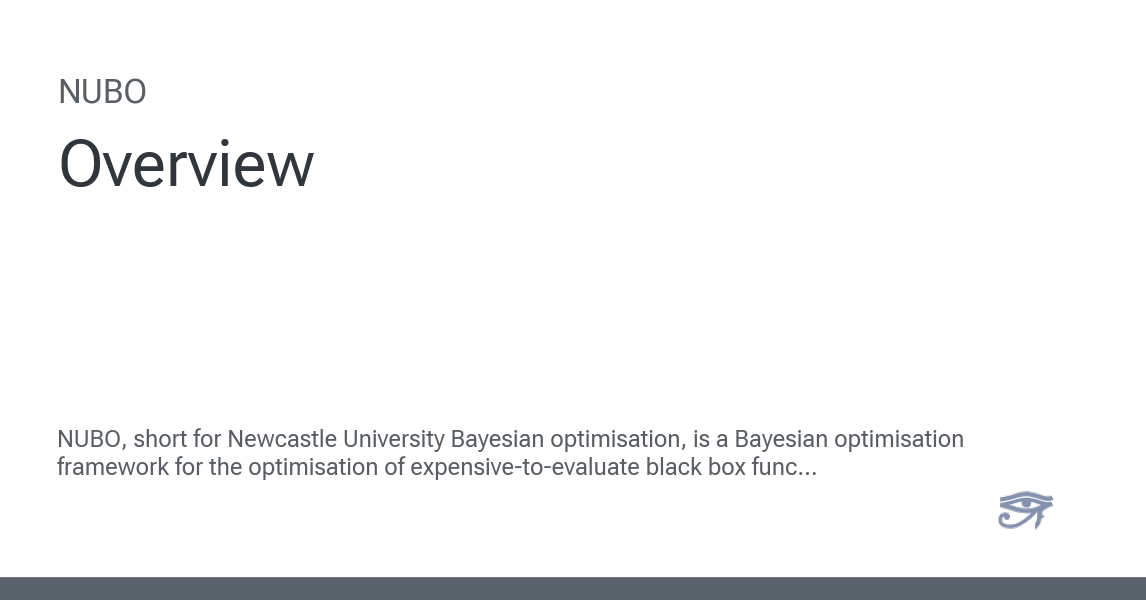 NUBO
Overview
NUBO, short for Newcastle University Bayesian optimisation, is a Bayesian optimisation
framework for the optimisation of expensive-to-evaluate black box func...